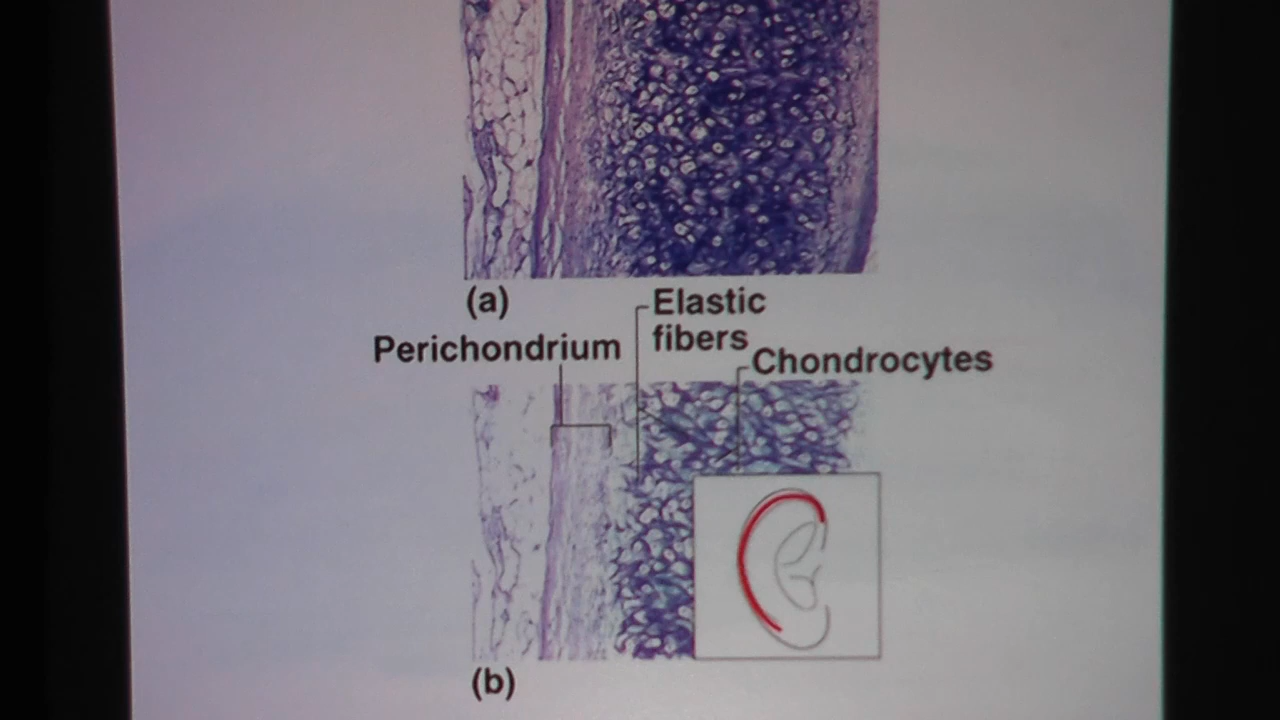 (a)
Elastic
fibers
Perichondrium
Chondrocytes
(b)